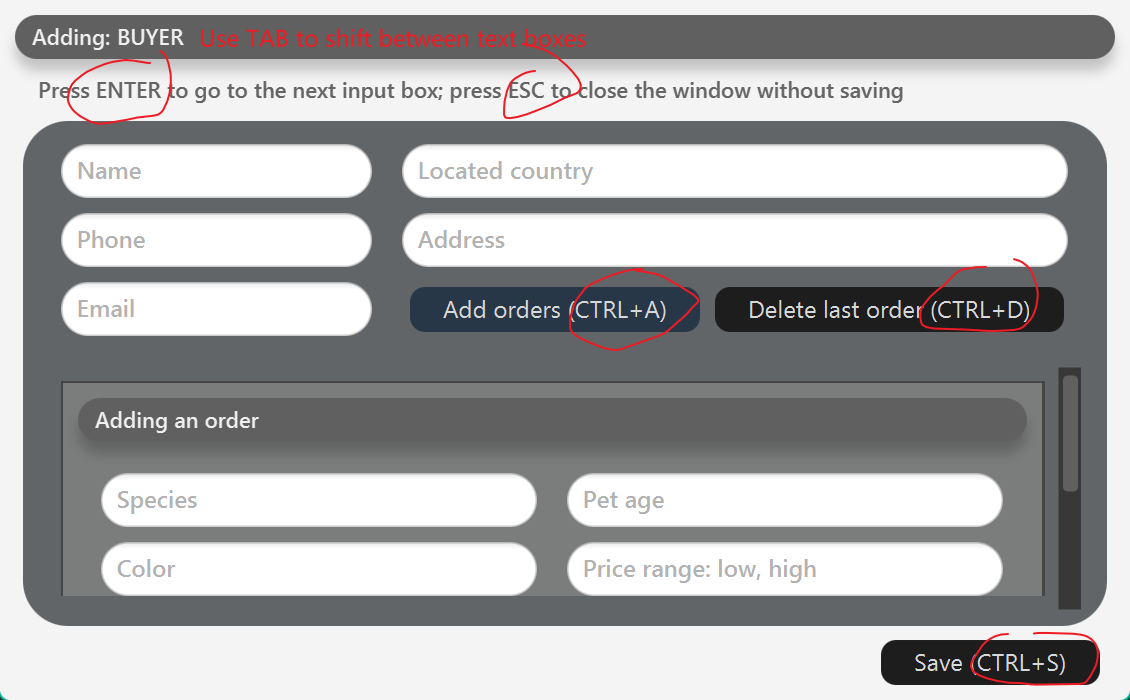 Adding: BUYER Use TAB to shift between text boxes
Press ENTER to go to the next input box; press ESC to close the window without saving
Name Located country
Phone Address
Email Add orders (CTRL+A) Delete last order (CTRL+D)
Adding an order
Species Pet age
Color Price range: low, high
Save (CTRL+S)